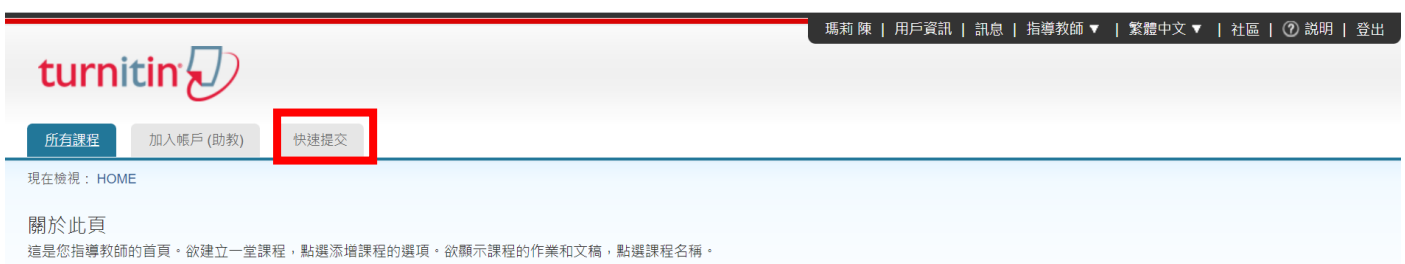 瑪莉 陳 | 用戶資訊 | 訊息 | 指導教師 ▼ | 繁體中文 ▼ | 社區 | ? 説明 | 登出
turnitin
所有課程 加入帳戶 (助教) 快速提交
現在檢視： HOME
關於此頁
這是您指導教師的首頁。欲建立一堂課程，點選添增課程的選項。欲顯示課程的作業和文稿，點選課程名稱。